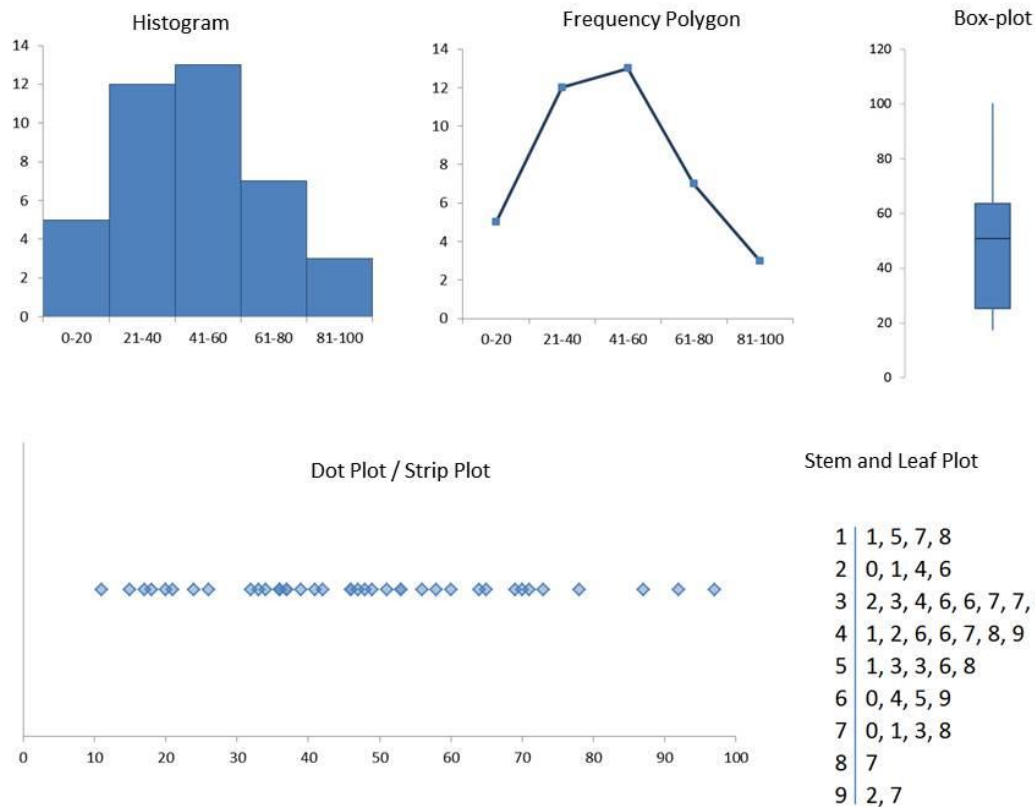 Histogram
14
12
10
8
6
4
2
0
0-20 21-40 41-60 61-80 81-100
Frequency Polygon
14
12
10
8
6
4
2
0
0-20 21-40 41-60 61-80 81-100
Box-plot
120
100
80
60
40
20
0
Dot Plot / Strip Plot
0 10 20 30 40 50 60 70 80 90 100
Stem and Leaf Plot
1 1, 5, 7, 8
2 0, 1, 4, 6
3 2, 3, 4, 6, 6, 7, 7,
4 1, 2, 6, 6, 7, 8, 9
5 1, 3, 3, 6, 8
6 0, 4, 5, 9
7 0, 1, 3, 8
8 7
9 2, 7